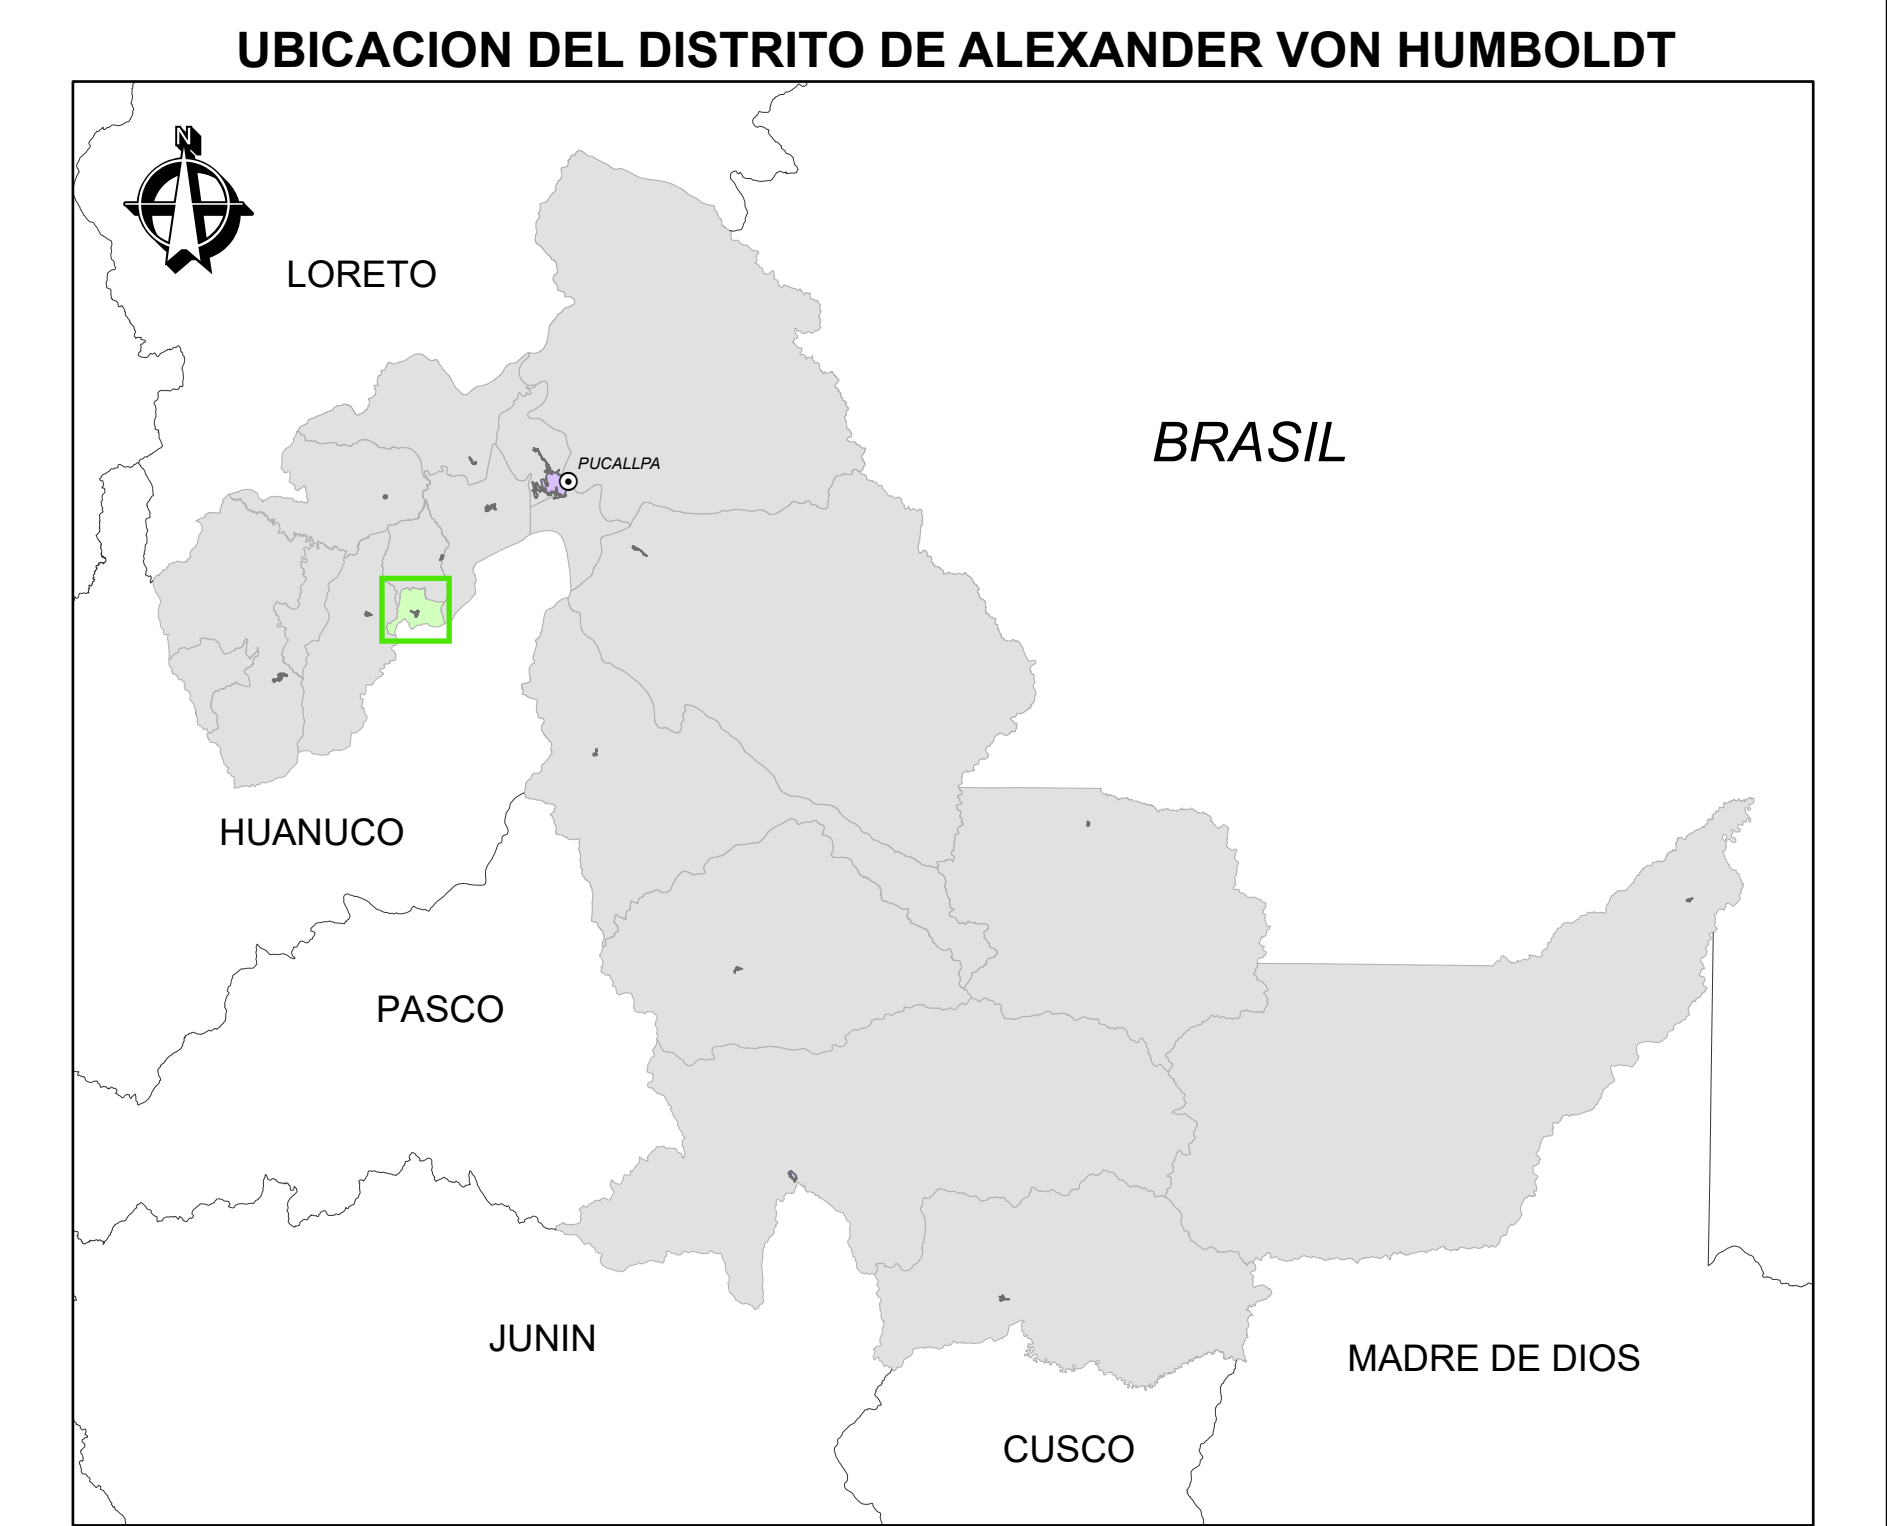 UBICACION DEL DISTRITO DE ALEXANDER VON HUMBOLDT
N
LORETO
BRASIL
PUCALLPA
HUANUCO
PASCO
JUNIN
MADRE DE DIOS
CUSCO